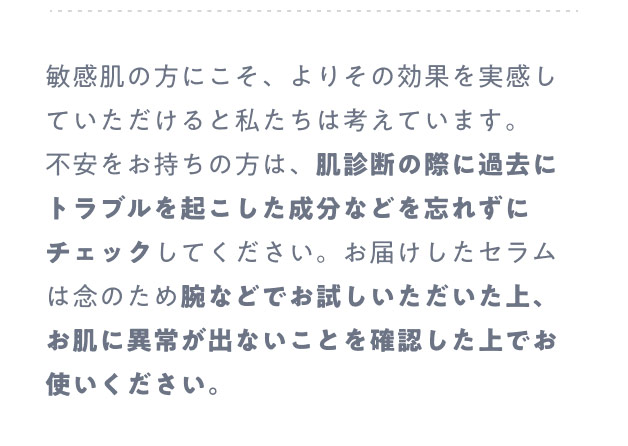 敏感肌の方にこそ、よりその効果を実感し
ていただけると私たちは考えています。
不安をお持ちの方は、肌診断の際に過去に
トラブルを起こした成分などを忘れずに
チェックしてください。お届けしたセラム
は念のため腕などでお試しいただいた上、
お肌に異常が出ないことを確認した上でお
使いください。